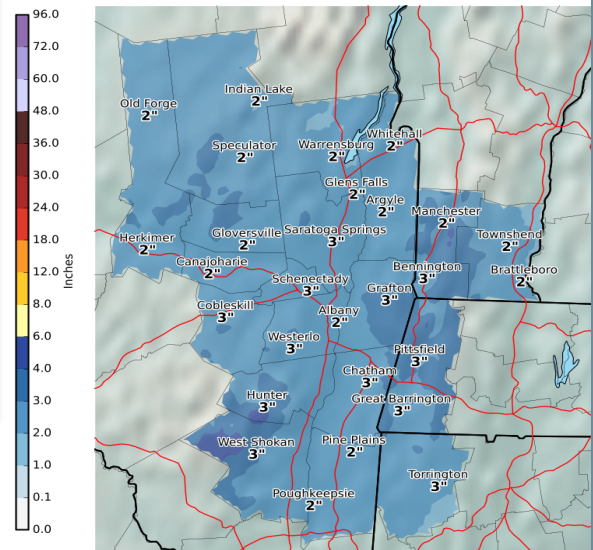 96.0
72.0
60.0
48.0
36.0
30.0
24.0
18.0
12.0
8.0
6.0
4.0
3.0
2.0
1.0
0.1
0.0
Inches
Old Forge
2"
Indian Lake
2"
Speculator
2"
Warrensburg
2"
Whitehall
2"
Glens Falls
2"
Argyle
2"
Manchester
2"
Herkimer
2"
Gloversville
2"
Saratoga Springs
3"
Townshend
2"
Canajoharie
2"
Schenectady
3"
Bennington
3"
Brattleboro
2"
Cobleskill
3"
Albany
2"
Grafton
3"
Westerlo
3"
Pittsfield
3"
Chatham
3"
Hunter
3"
Great Barrington
3"
West Shokan
3"
Pine Plains
2"
Torrington
3"
Poughkeepsie
2"